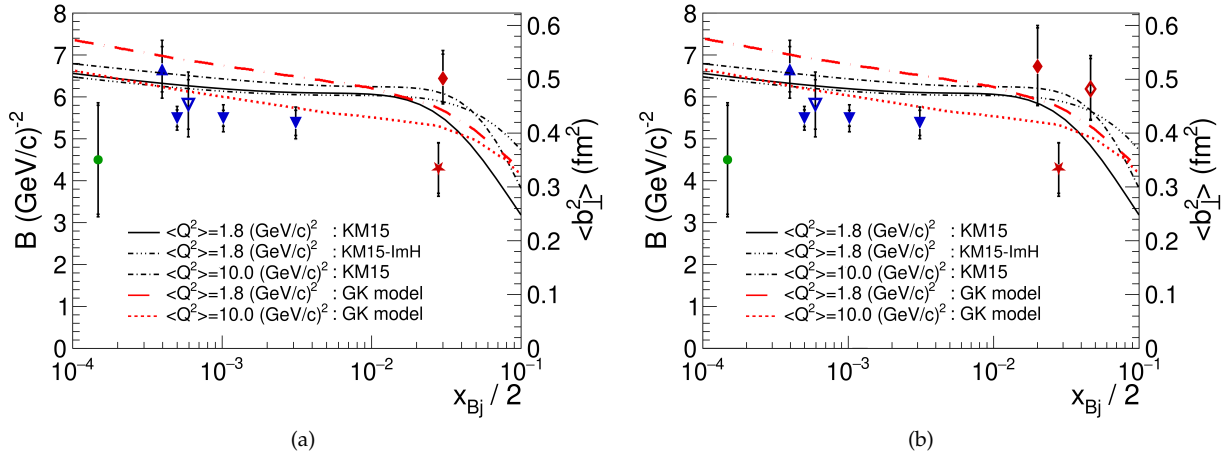 B (GeV/c)⁻²
8
7
6
5
4
3
2
1
0
<Q²>=1.8 (GeV/c)² : KM15
<Q²>=1.8 (GeV/c)² : KM15-ImH
<Q²>=10.0 (GeV/c)² : KM15
<Q²>=1.8 (GeV/c)² : GK model
<Q²>=10.0 (GeV/c)² : GK model
10⁻⁴ 10⁻³ 10⁻² 10⁻¹
x_Bj / 2
0.6
0.5
0.4
0.3
0.2
0.1
0
<b²_⊥> (fm²)
(a)
B (GeV/c)⁻²
8
7
6
5
4
3
2
1
0
<Q²>=1.8 (GeV/c)² : KM15
<Q²>=1.8 (GeV/c)² : KM15-ImH
<Q²>=10.0 (GeV/c)² : KM15
<Q²>=1.8 (GeV/c)² : GK model
<Q²>=10.0 (GeV/c)² : GK model
10⁻⁴ 10⁻³ 10⁻² 10⁻¹
x_Bj / 2
0.6
0.5
0.4
0.3
0.2
0.1
0
<b²_⊥> (fm²)
(b)